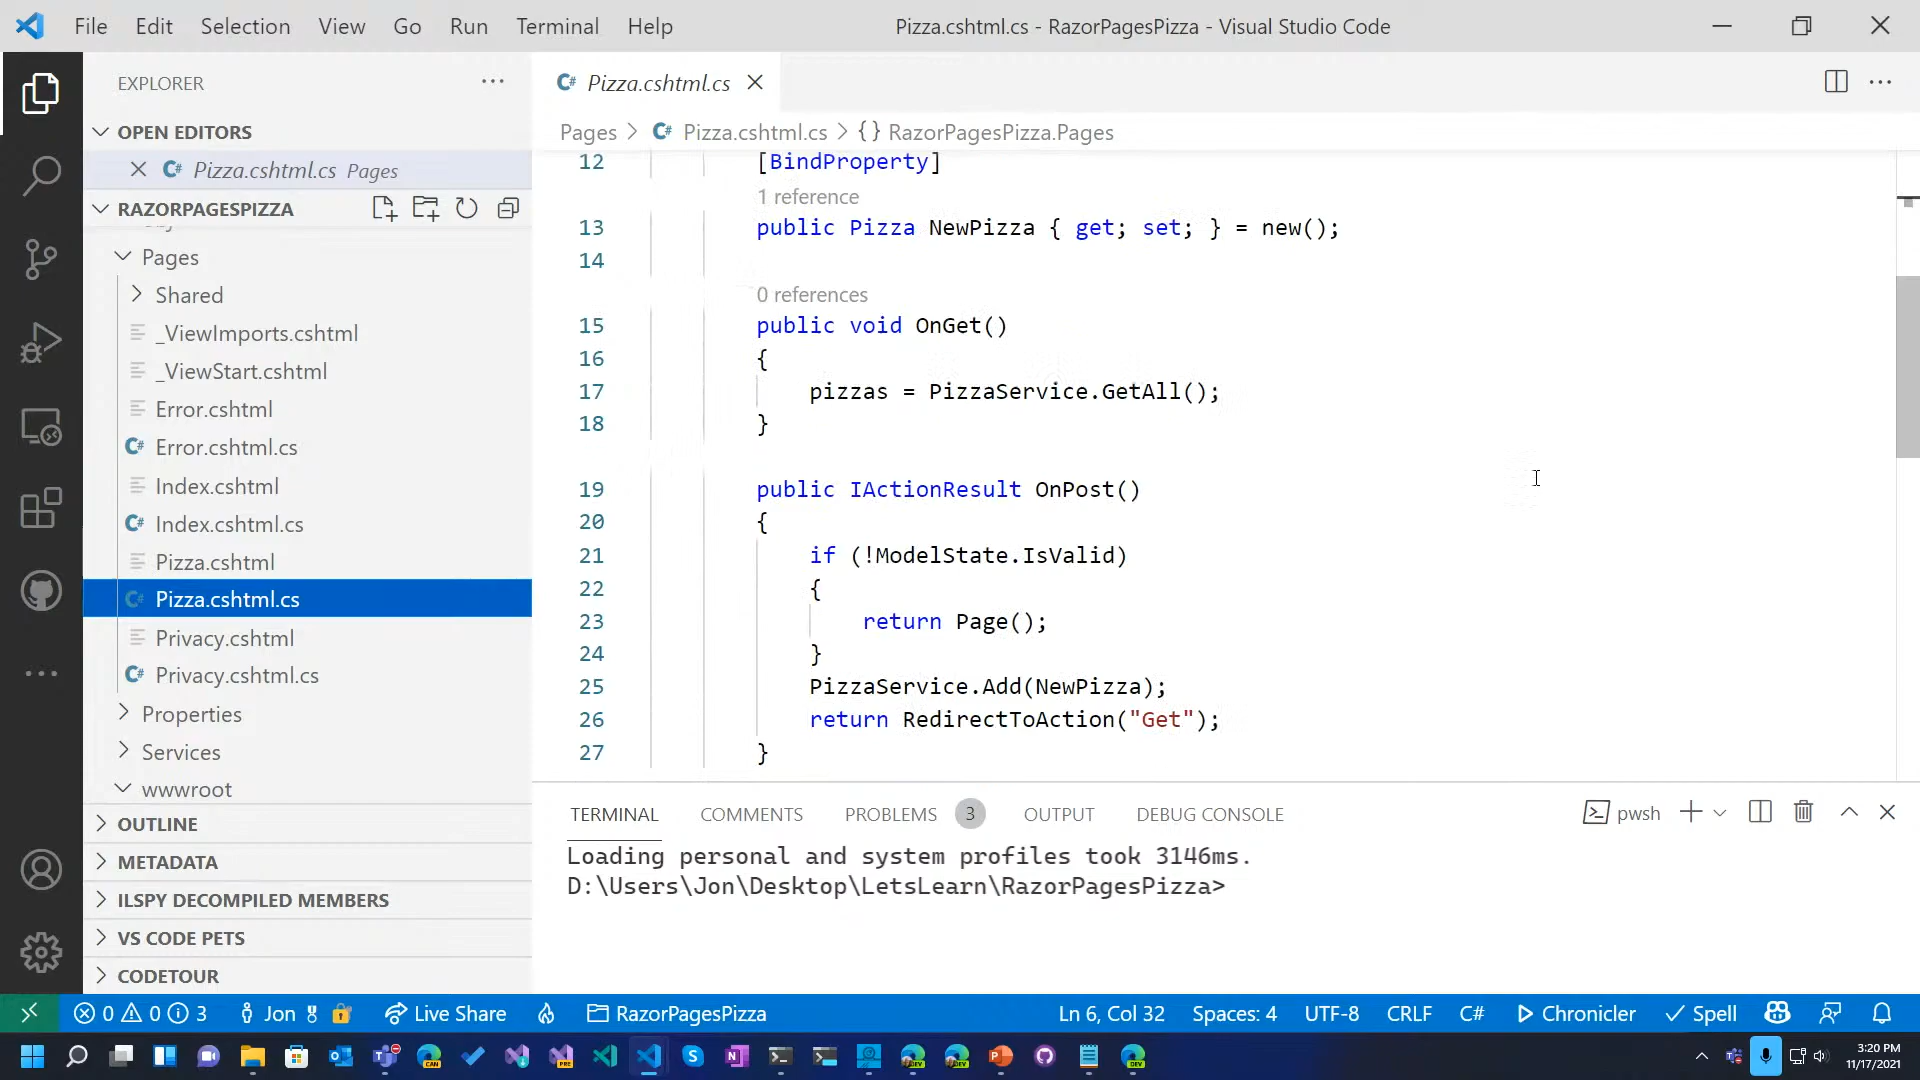 File Edit Selection View Go Run Terminal Help
Pizza.cshtml.cs - RazorPagesPizza - Visual Studio Code
EXPLORER
OPEN EDITORS
Pizza.cshtml.cs Pages
RAZORPAGESPIZZA
Pages
Shared
_ViewImports.cshtml
_ViewStart.cshtml
Error.cshtml
Error.cshtml.cs
Index.cshtml
Index.cshtml.cs
Pizza.cshtml
Pizza.cshtml.cs
Privacy.cshtml
Privacy.cshtml.cs
Properties
Services
wwwroot
OUTLINE
METADATA
ILSPY DECOMPILED MEMBERS
VS CODE PETS
CODETOUR
Pizza.cshtml.cs
Pages > Pizza.cshtml.cs > {} RazorPagesPizza.Pages
12 [BindProperty]
1 reference
13 public Pizza NewPizza { get; set; } = new();
14
0 references
15 public void OnGet()
16 {
17 pizzas = PizzaService.GetAll();
18 }
19 public IActionResult OnPost()
20 {
21 if (!ModelState.IsValid)
22 {
23 return Page();
24 }
25 PizzaService.Add(NewPizza);
26 return RedirectToAction("Get");
27 }
TERMINAL COMMENTS PROBLEMS 3 OUTPUT DEBUG CONSOLE
pwsh
Loading personal and system profiles took 3146ms.
D:\Users\Jon\Desktop\LetsLearn\RazorPagesPizza>
0 0 3 Jon Live Share RazorPagesPizza Ln 6, Col 32 Spaces: 4 UTF-8 CRLF C# Chronicler Spell
3:20 PM
11/17/2021